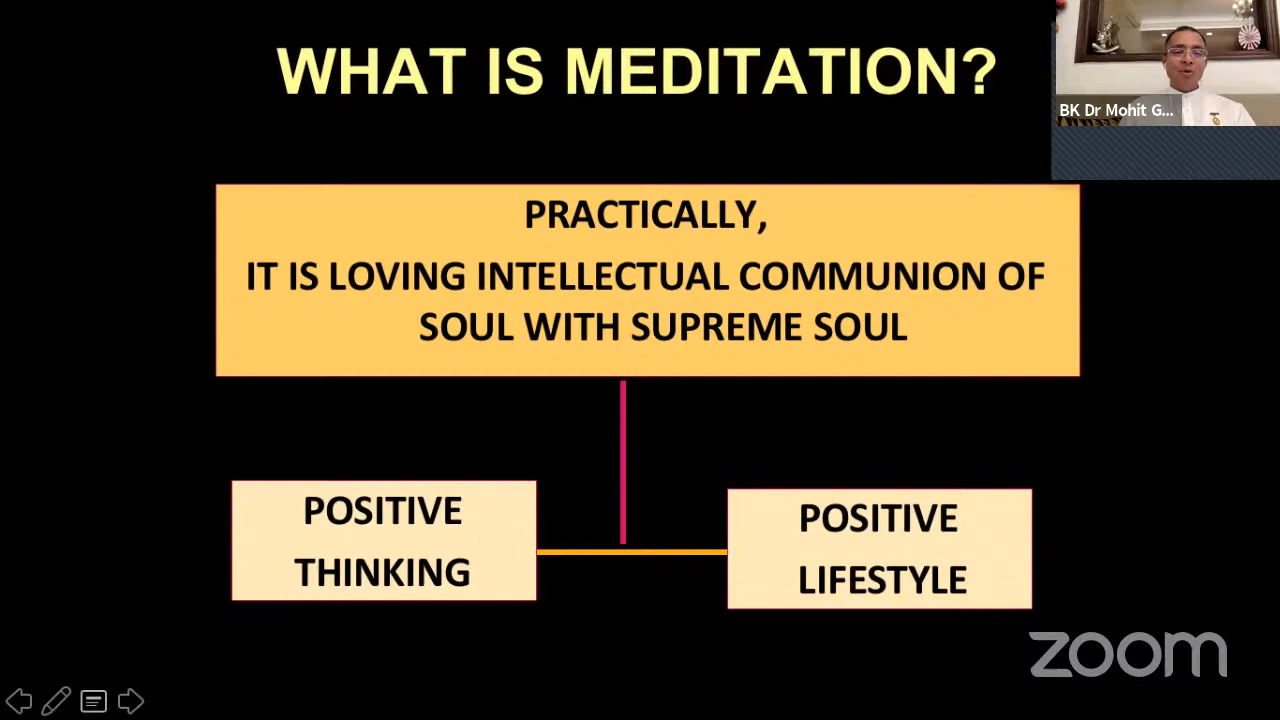 WHAT IS MEDITATION?
BK Dr Mohit G...
PRACTICALLY,
IT IS LOVING INTELLECTUAL COMMUNION OF
SOUL WITH SUPREME SOUL
POSITIVE
THINKING
POSITIVE
LIFESTYLE
zoom